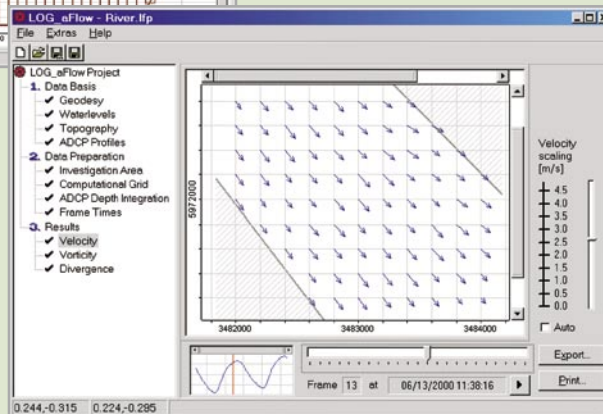 LOG_aFlow - River.lfp
File Extras Help
LOG_aFlow Project
1. Data Basis
Geodesy
Waterlevels
Topography
ADCP Profiles
2. Data Preparation
Investigation Area
Computational Grid
ADCP Depth Integration
Frame Times
3. Results
Velocity
Vorticity
Divergence
5972000
3482000 3483000 3484000
Velocity
scaling
[m/s]
4.5
4.0
3.5
3.0
2.5
2.0
1.5
1.0
0.5
0.0
Auto
Export...
Print...
Frame 13 at 06/13/2000 11:38:16
0.244,-0.315 0.224,-0.285